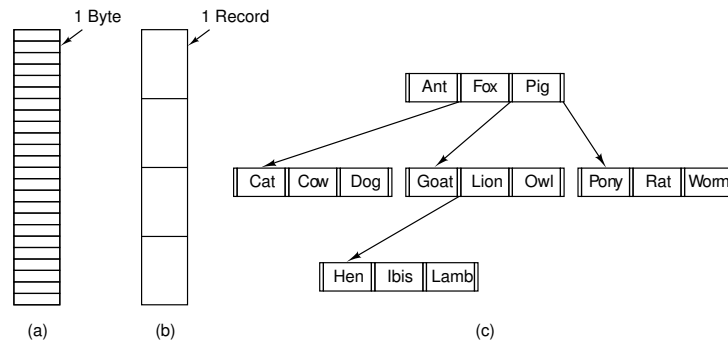 1 Byte
1 Record
Ant Fox Pig
Cat Cow Dog
Goat Lion Owl
Pony Rat Worm
Hen Ibis Lamb
(a)
(b)
(c)